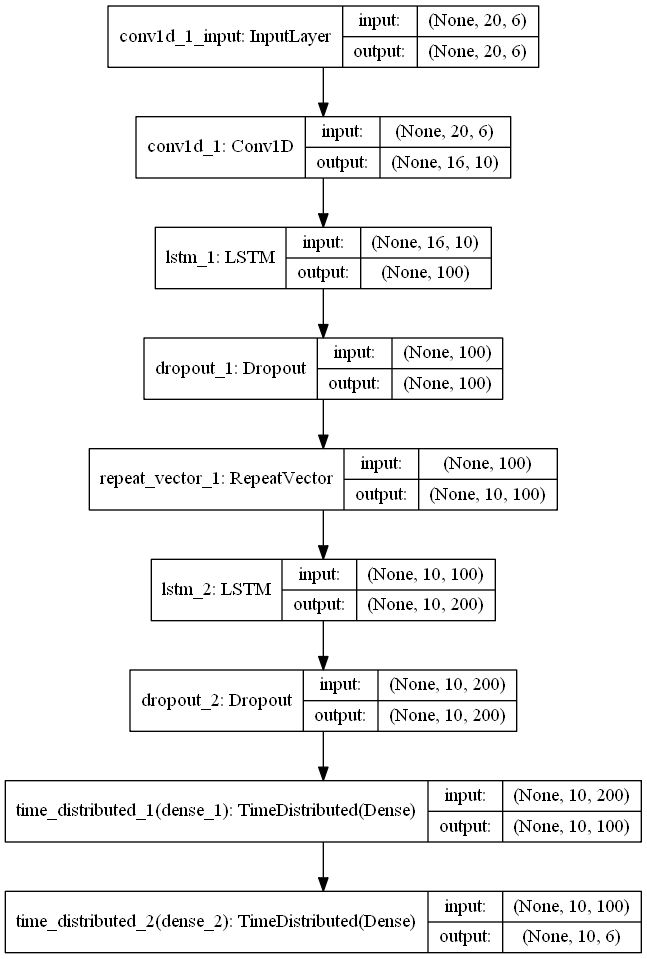 conv1d_1_input: InputLayer
input: (None, 20, 6)
output: (None, 20, 6)
conv1d_1: Conv1D
input: (None, 20, 6)
output: (None, 16, 10)
lstm_1: LSTM
input: (None, 16, 10)
output: (None, 100)
dropout_1: Dropout
input: (None, 100)
output: (None, 100)
repeat_vector_1: RepeatVector
input: (None, 100)
output: (None, 10, 100)
lstm_2: LSTM
input: (None, 10, 100)
output: (None, 10, 200)
dropout_2: Dropout
input: (None, 10, 200)
output: (None, 10, 200)
time_distributed_1(dense_1): TimeDistributed(Dense)
input: (None, 10, 200)
output: (None, 10, 100)
time_distributed_2(dense_2): TimeDistributed(Dense)
input: (None, 10, 100)
output: (None, 10, 6)